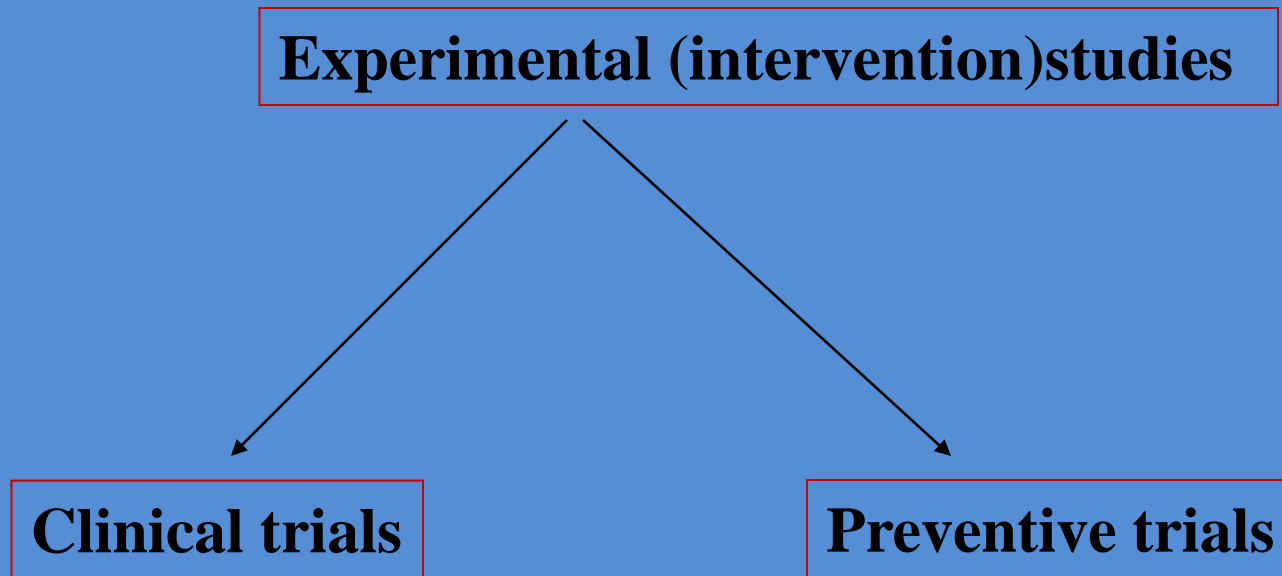 Experimental (intervention)studies
Clinical trials
Preventive trials